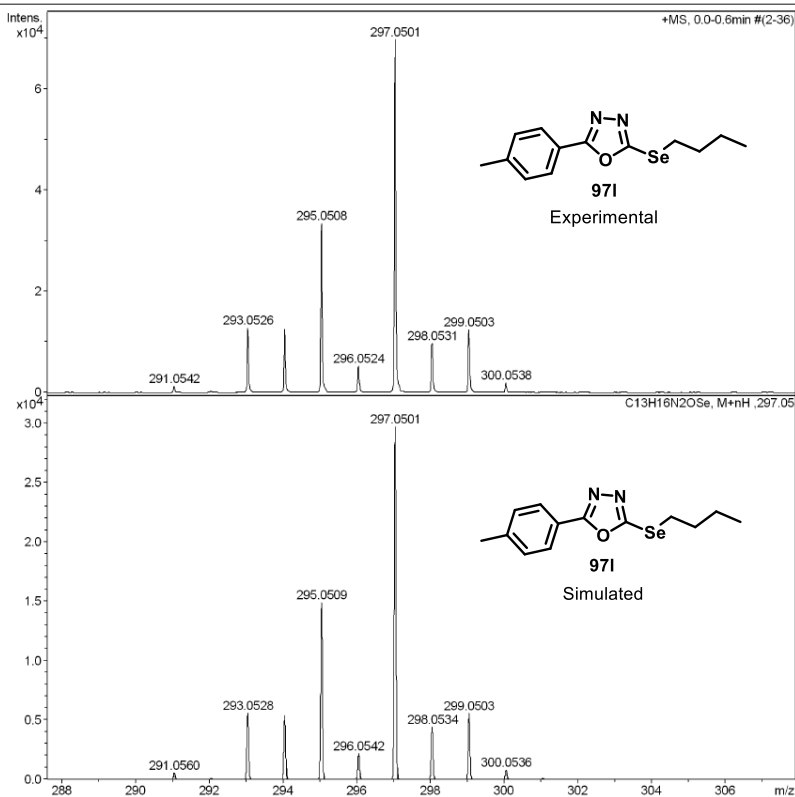 Intens.
x10⁴
+MS, 0.0-0.6min #(2-36)
297.0501
6
N N
O
Se
97l
Experimental
4
295.0508
2
293.0526
299.0503
298.0531
296.0524
291.0542
300.0538
0
x10⁴
C13H16N2OSe, M+nH ,297.05
3.0
297.0501
2.5
N N
O
Se
97l
Simulated
2.0
1.5
295.0509
1.0
293.0528
299.0503
298.0534
0.5
296.0542
291.0560
300.0536
0.0
288 290 292 294 296 298 300 302 304 306 m/z